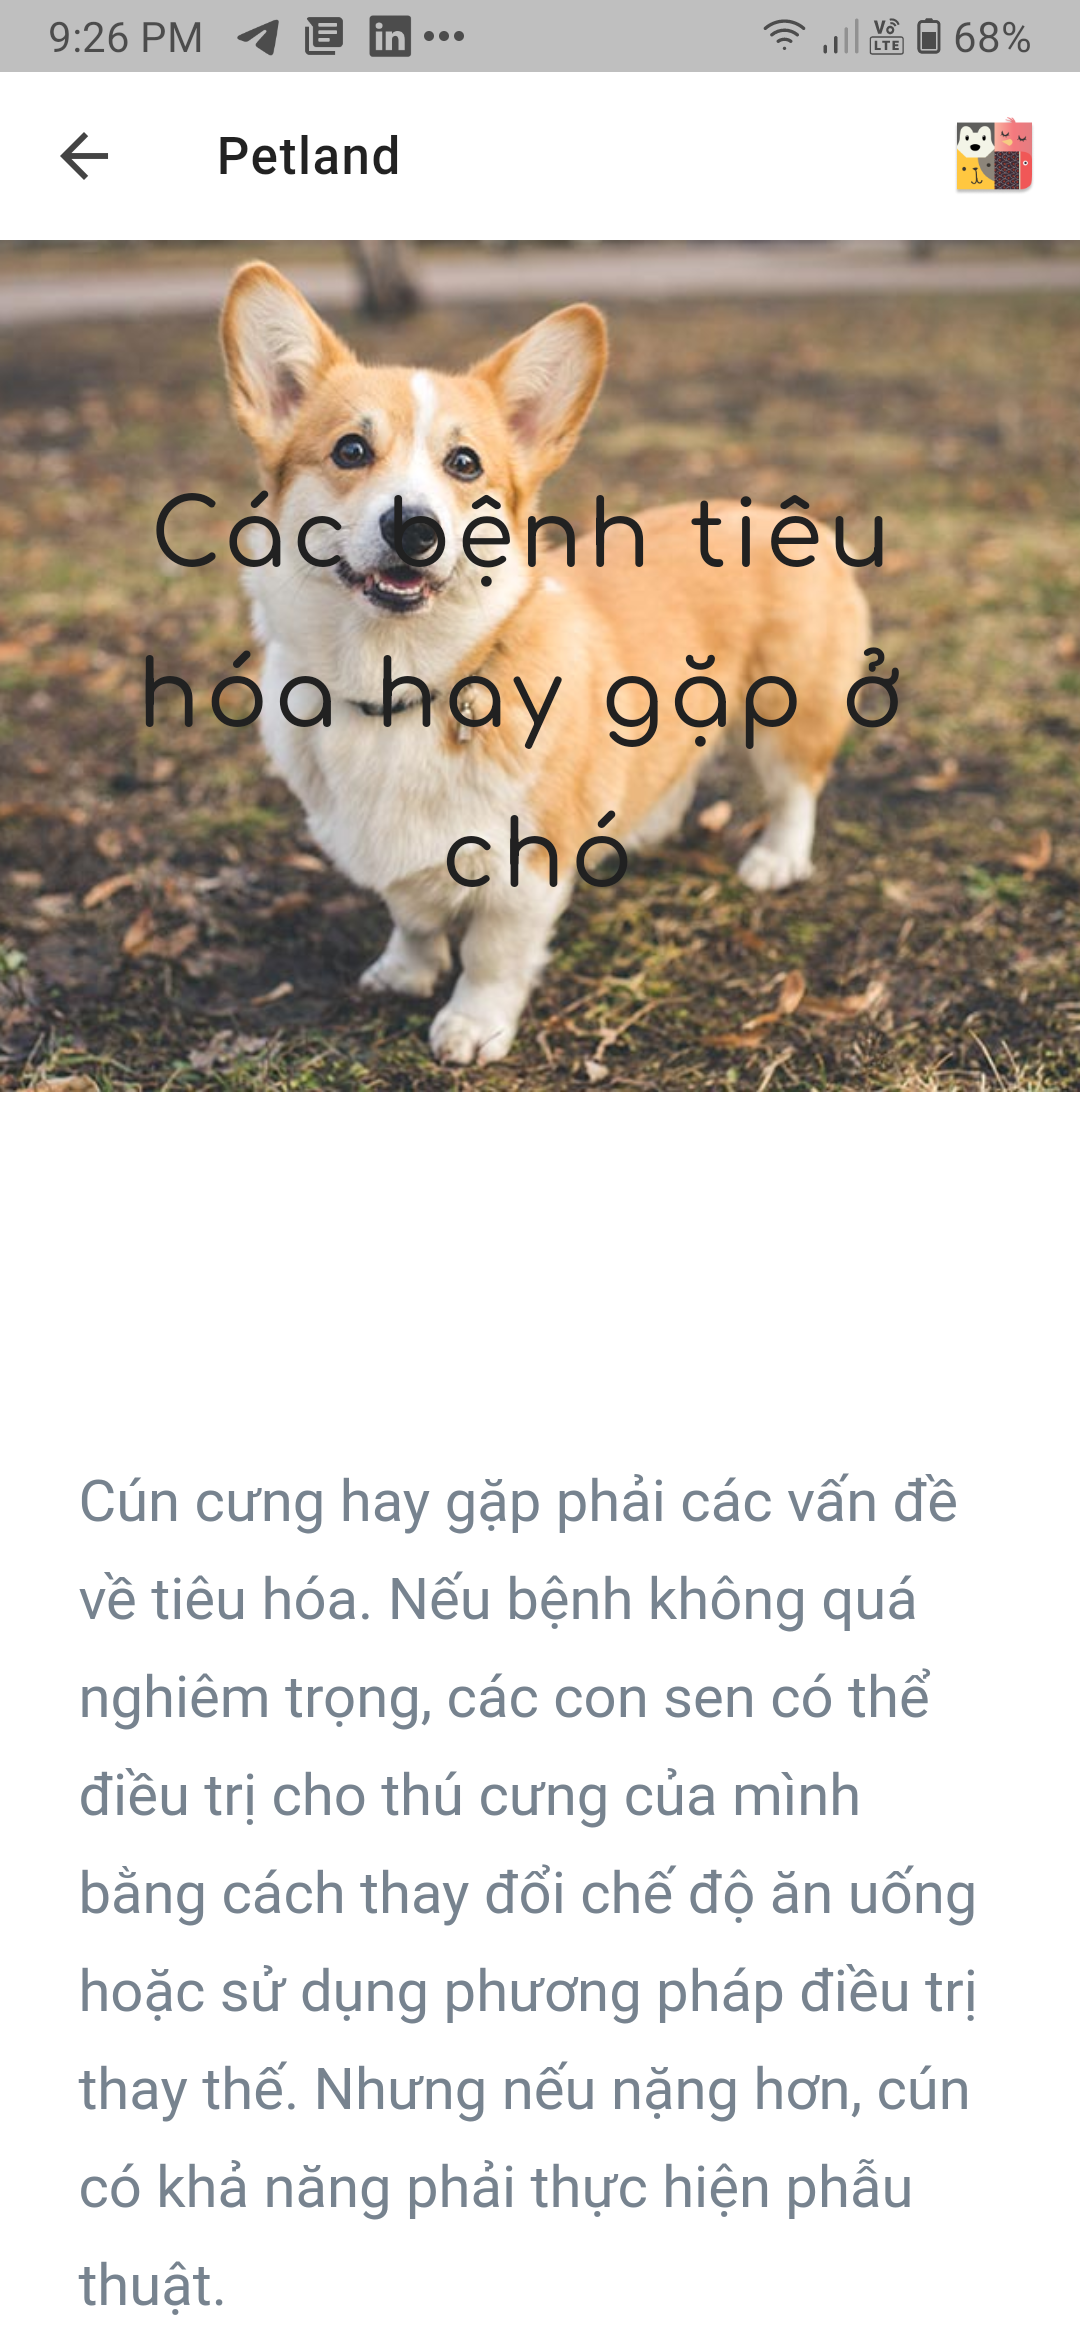 9:26 PM
68%
Petland
Các bệnh tiêu
hóa hay gặp ở
chó
Cún cưng hay gặp phải các vấn đề
về tiêu hóa. Nếu bệnh không quá
nghiêm trọng, các con sen có thể
điều trị cho thú cưng của mình
bằng cách thay đổi chế độ ăn uống
hoặc sử dụng phương pháp điều trị
thay thế. Nhưng nếu nặng hơn, cún
có khả năng phải thực hiện phẫu
thuật.